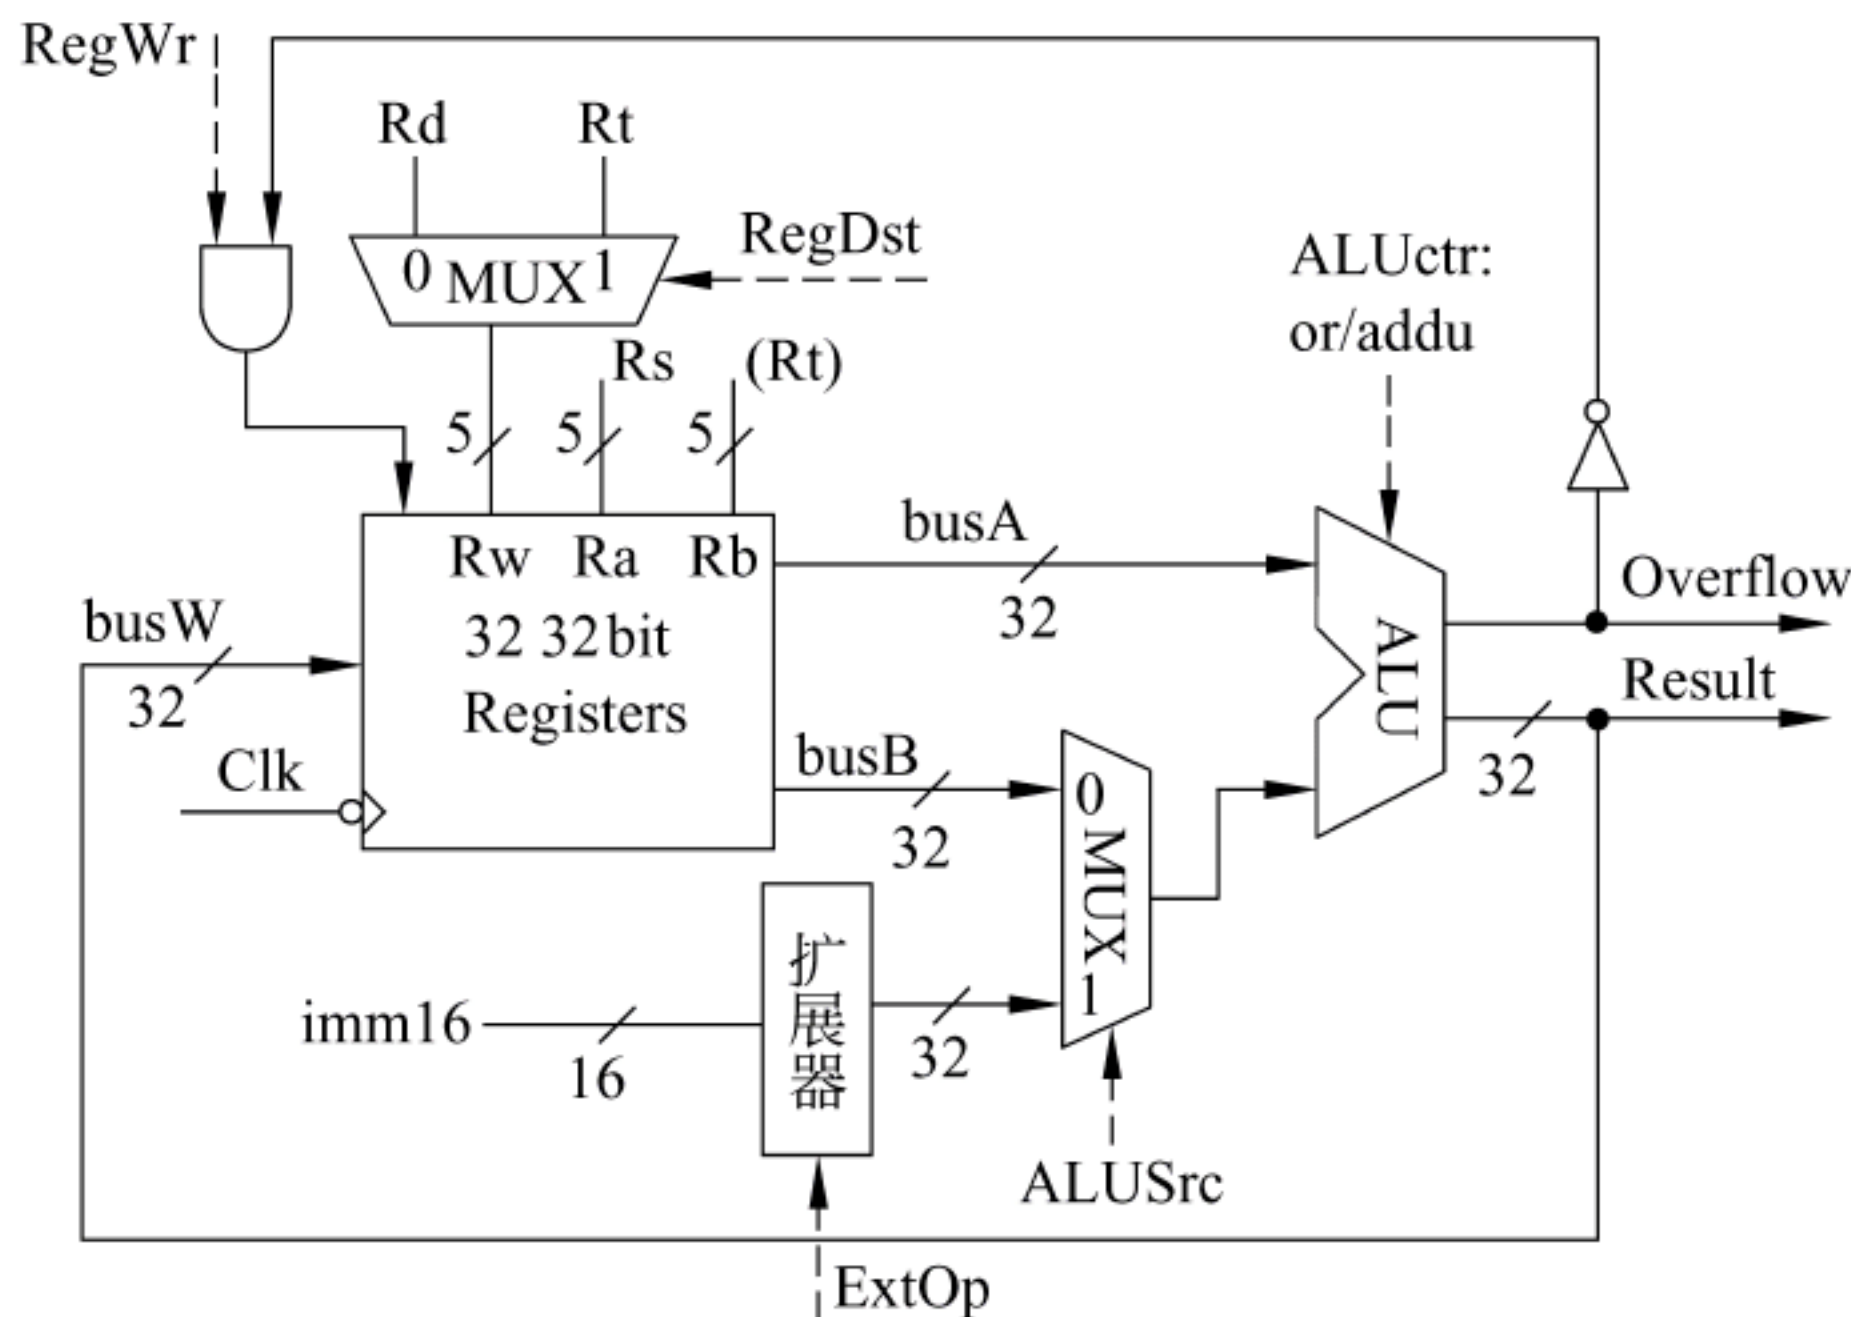 RegWr
Rd
Rt
0 MUX 1
RegDst
ALUctr:
or/addu
Rs
(Rt)
5
5
5
Rw
Ra
Rb
busA
32
Overflow
busW
32
32 32bit
Registers
ALU
Result
32
Clk
busB
32
0
MUX
1
扩展器
imm16
16
32
ALUSrc
ExtOp